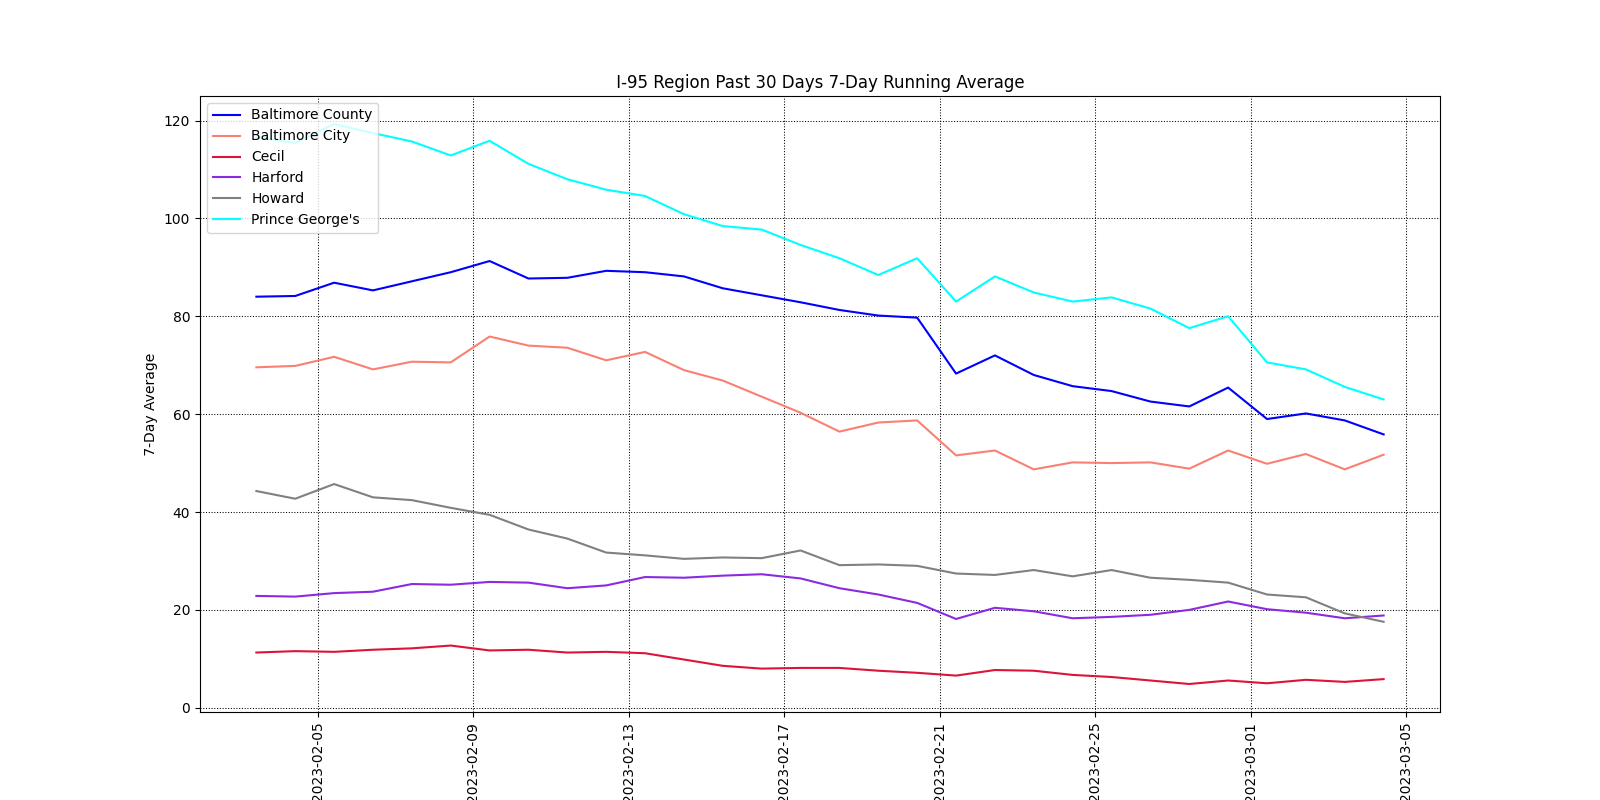 I-95 Region Past 30 Days 7-Day Running Average
Baltimore County
Baltimore City
Cecil
Harford
Howard
Prince George's
7-Day Average
120
100
80
60
40
20
0
2023-02-05
2023-02-09
2023-02-13
2023-02-17
2023-02-21
2023-02-25
2023-03-01
2023-03-05